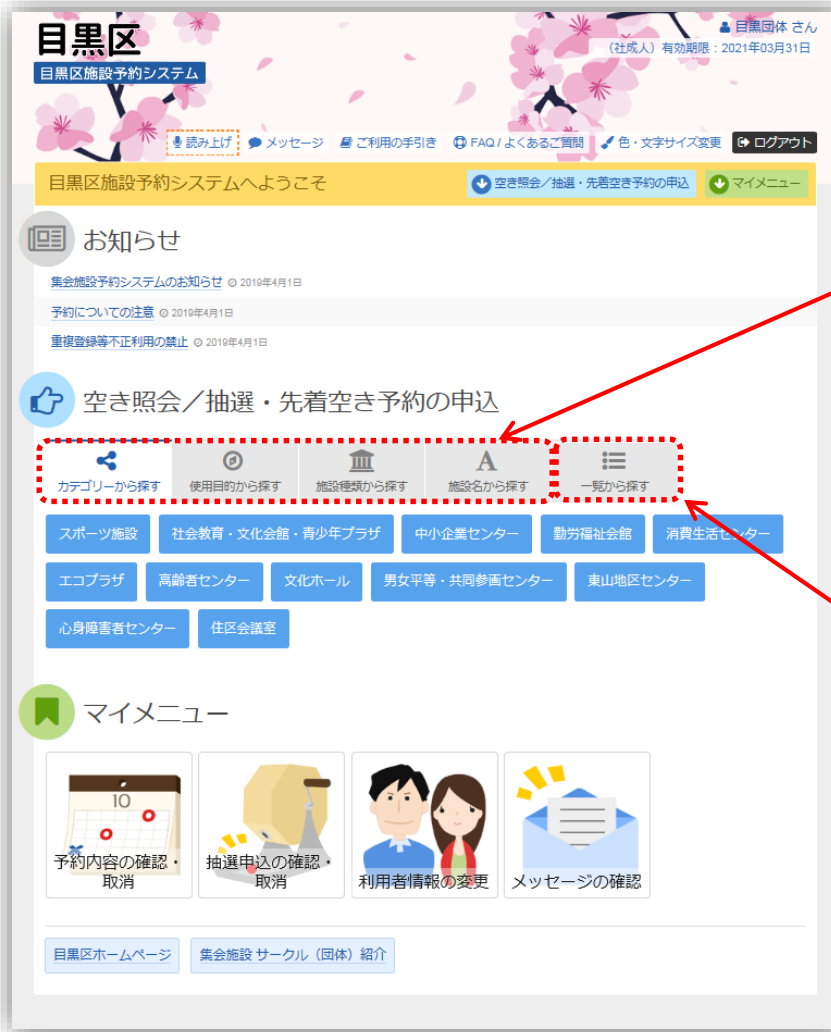 目黒区
目黒区施設予約システム
目黒団体 さん
(社成人) 有効期限:2021年03月31日
読み上げ メッセージ ご利用の手引き FAQ / よくあるご質問 色・文字サイズ変更 ログアウト
目黒区施設予約システムへようこそ 空き照会/抽選・先着空き予約の申込 マイメニュー
お知らせ
集会施設予約システムのお知らせ 2019年4月1日
予約についての注意 2019年4月1日
重複登録等不正利用の禁止 2019年4月1日
空き照会/抽選・先着空き予約の申込
カテゴリーから探す 使用目的から探す 施設種類から探す 施設名から探す 一覧から探す
スポーツ施設 社会教育・文化会館・青少年プラザ 中小企業センター 勤労福祉会館 消費生活センター
エコプラザ 高齢者センター 文化ホール 男女平等・共同参画センター 東山地区センター
心身障害者センター 住区会議室
マイメニュー
10
予約内容の確認・
取消
抽選申込の確認・
取消
利用者情報の変更
メッセージの確認
目黒区ホームページ 集会施設 サークル(団体)紹介